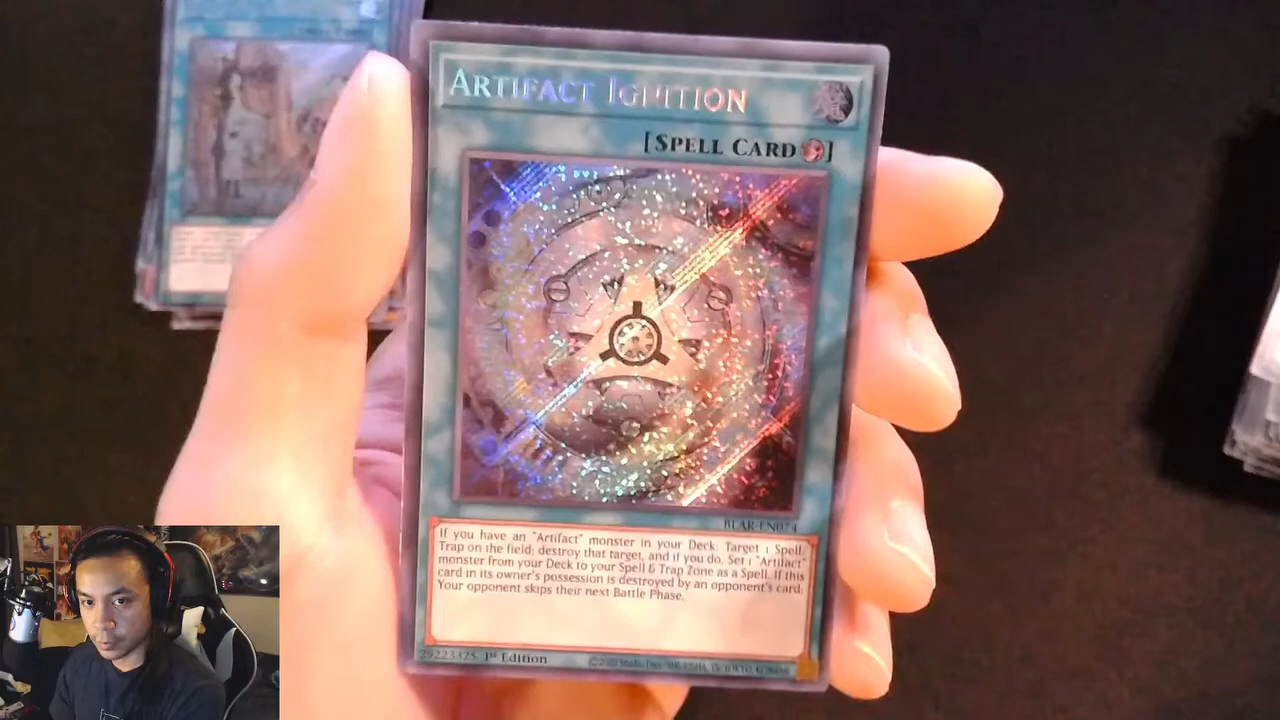 ARTIFACT IGNITION
[SPELL CARD]
BLAR-EN074
If you have an "Artifact" monster in your Deck: Target 1 Spell/
Trap on the field; destroy that target, and if you do, Set 1 "Artifact"
monster from your Deck to your Spell & Trap Zone as a Spell. If this
card in its owner's possession is destroyed by an opponent's card:
Your opponent skips their next Battle Phase.
29223325 1st Edition